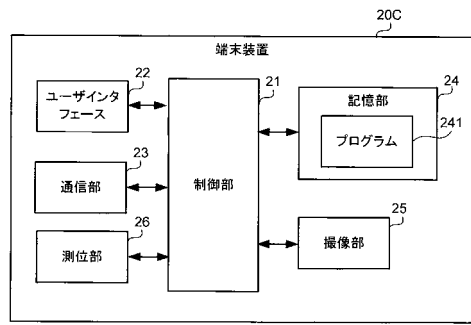 20C
端末装置
22
ユーザインタ
フェース
21
24
記憶部
241
プログラム
23
通信部
制御部
26
測位部
25
撮像部